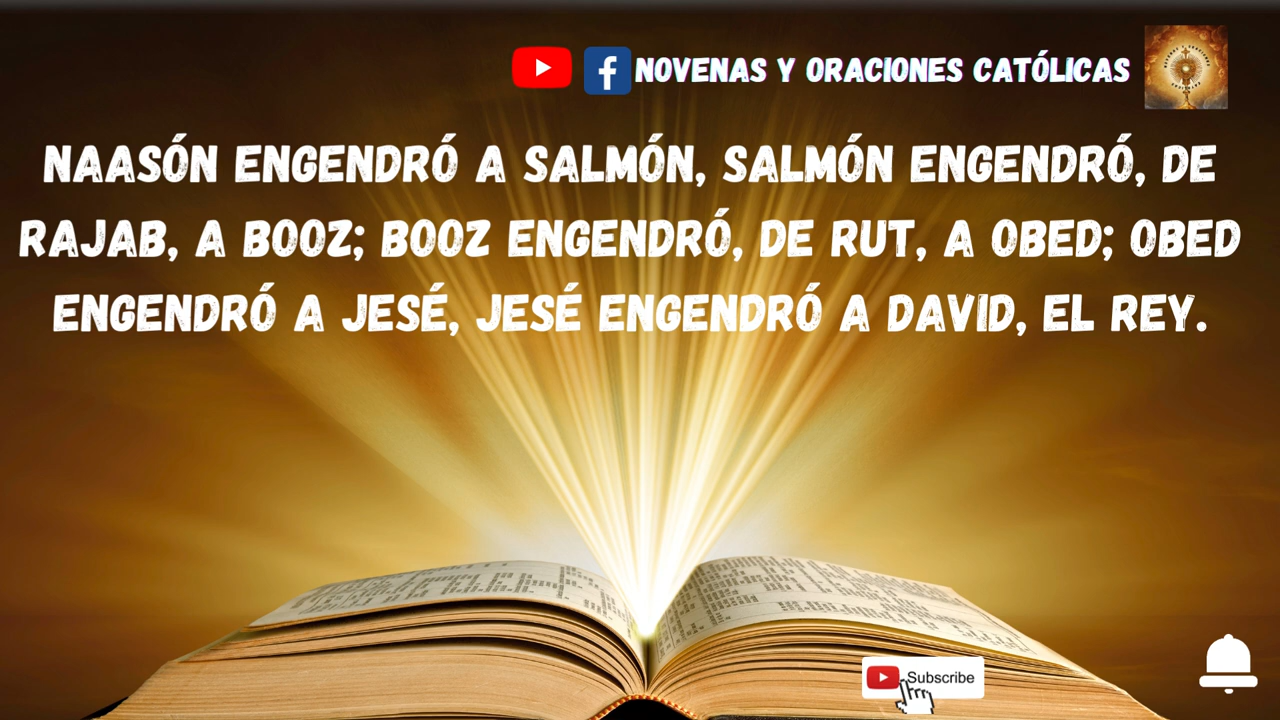 NOVENAS Y ORACIONES CATÓLICAS
NAASÓN ENGENDRÓ A SALMÓN, SALMÓN ENGENDRÓ, DE
RAJAB, A BOOZ; BOOZ ENGENDRÓ, DE RUT, A OBED; OBED
ENGENDRÓ A JESÉ, JESÉ ENGENDRÓ A DAVID, EL REY.
Subscribe